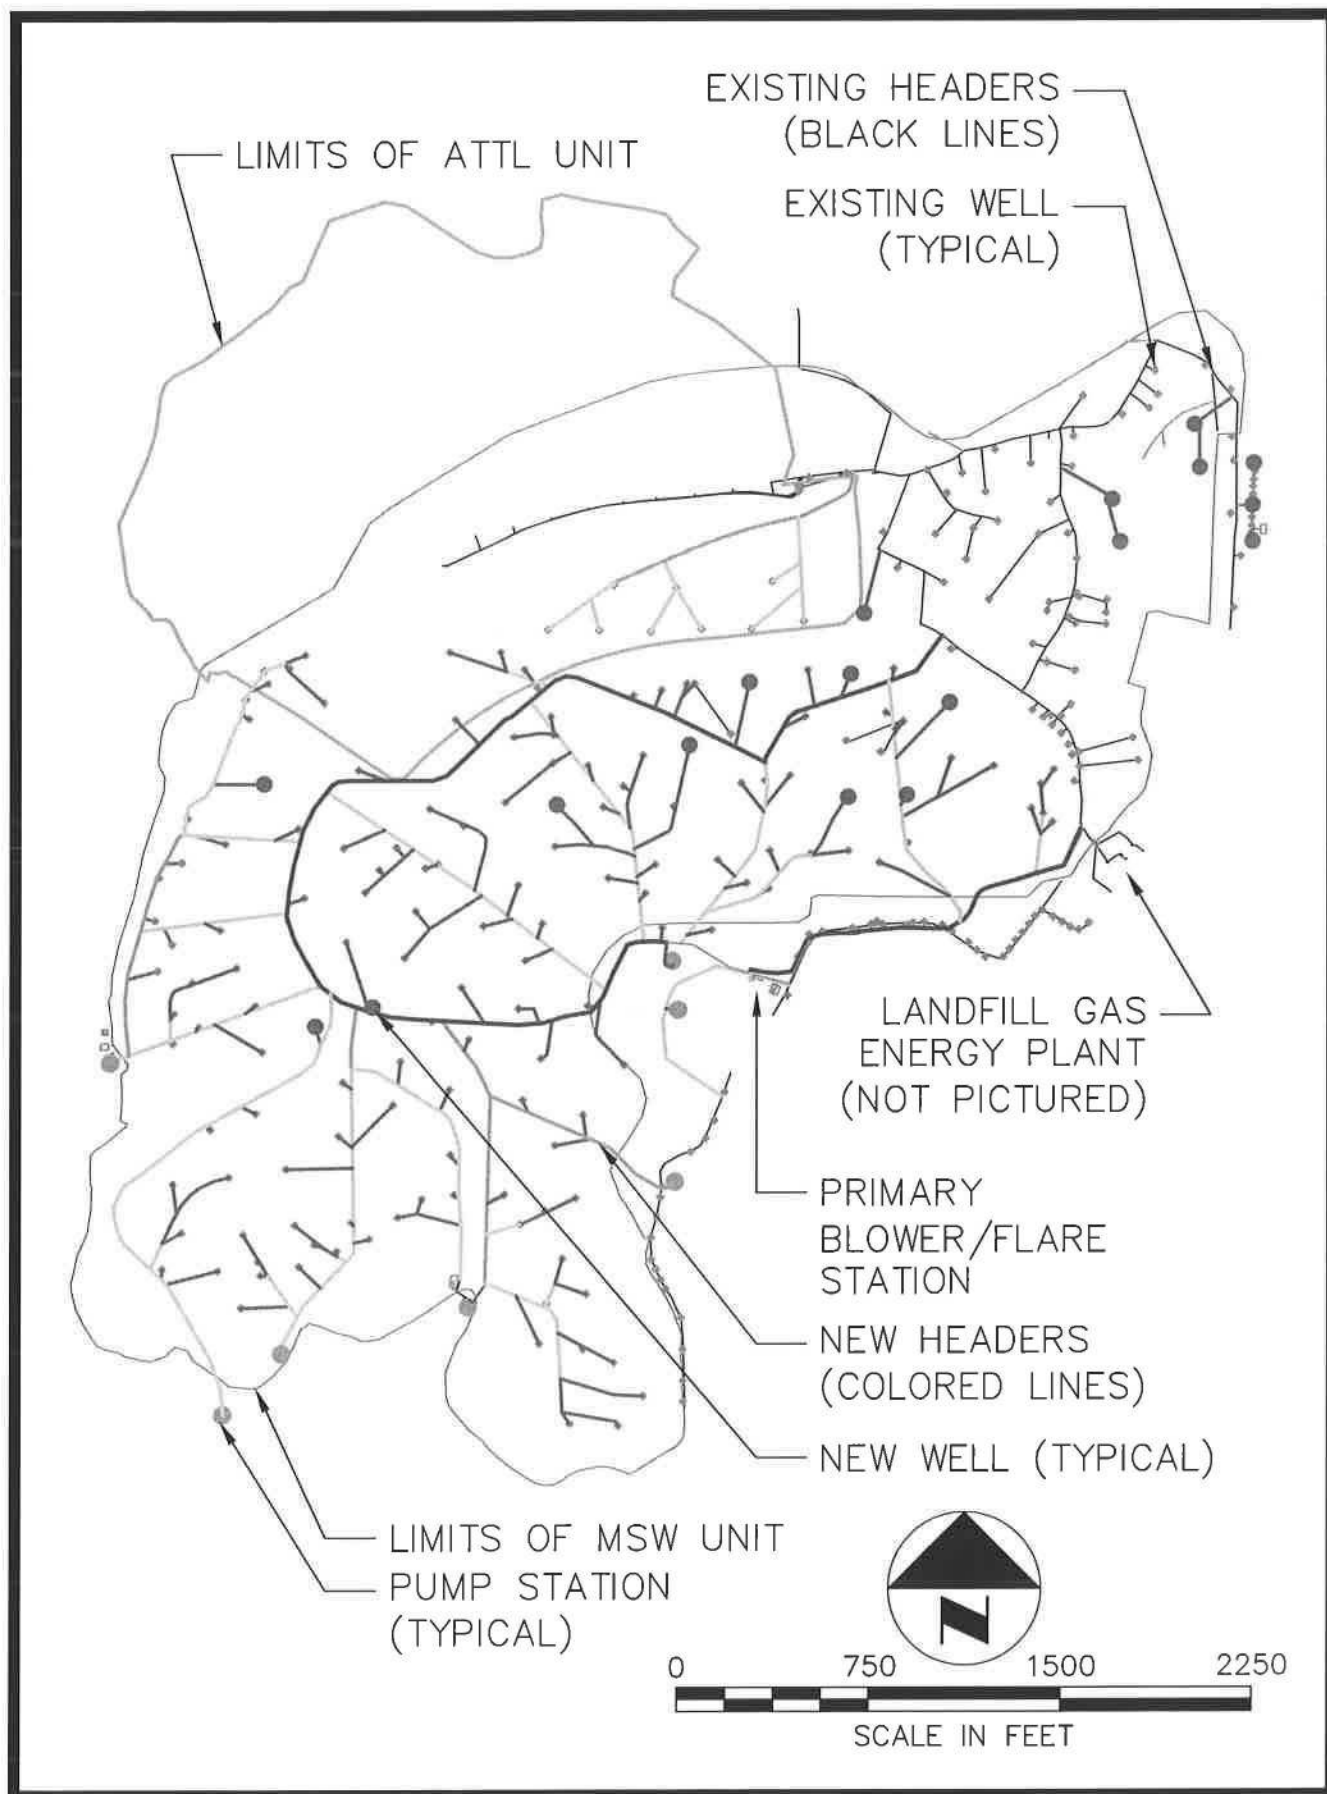 EXISTING HEADERS
(BLACK LINES)
LIMITS OF ATTL UNIT
EXISTING WELL
(TYPICAL)
LANDFILL GAS
ENERGY PLANT
(NOT PICTURED)
PRIMARY
BLOWER/FLARE
STATION
NEW HEADERS
(COLORED LINES)
NEW WELL (TYPICAL)
LIMITS OF MSW UNIT
PUMP STATION
(TYPICAL)
N
0 750 1500 2250
SCALE IN FEET